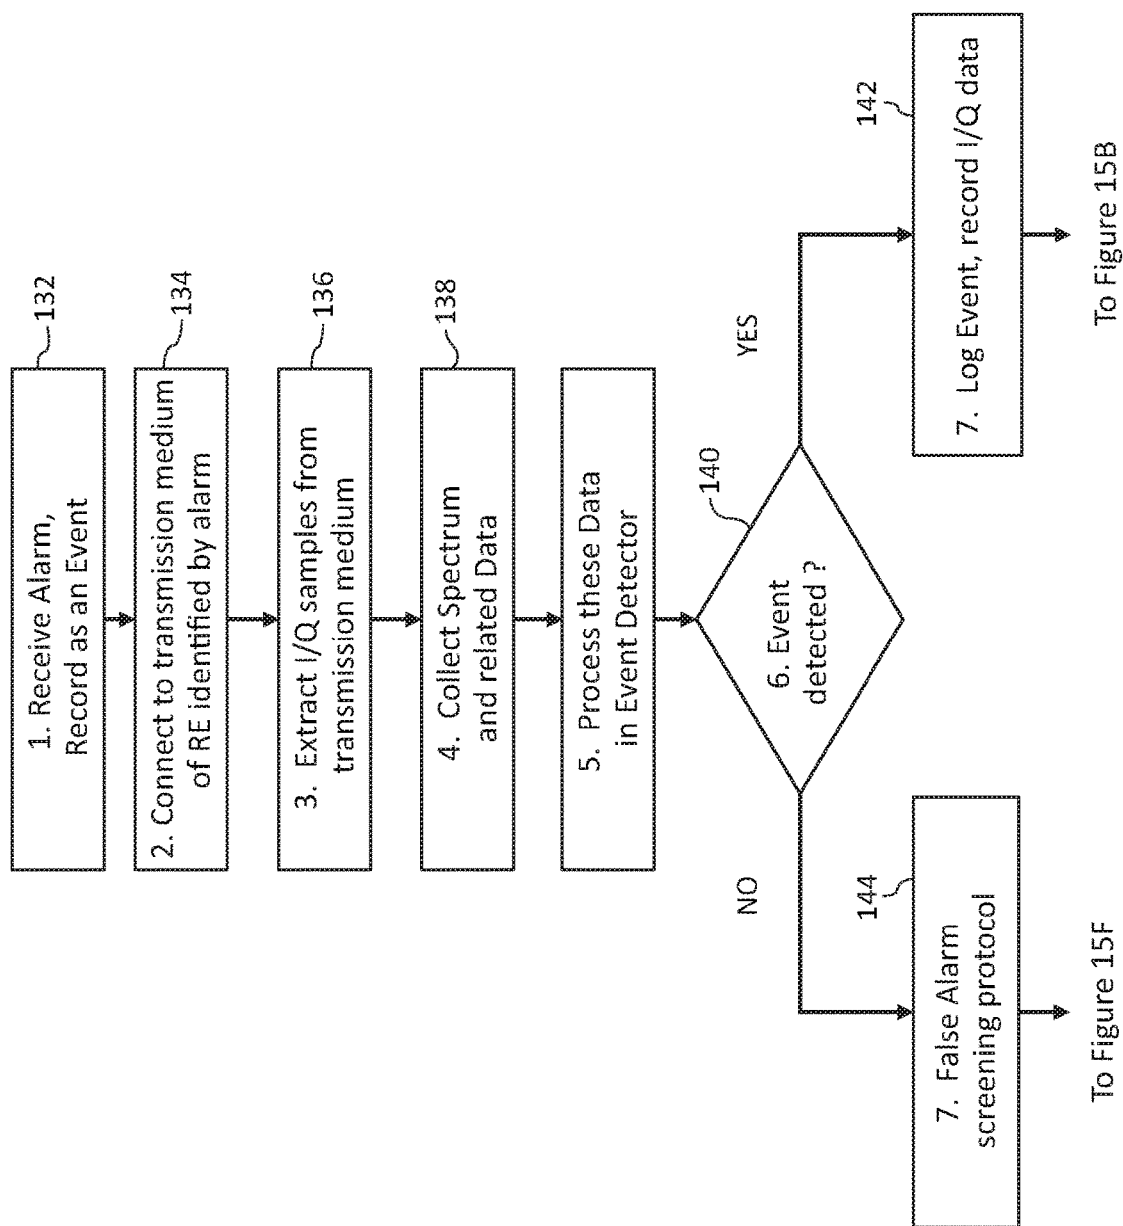 1. Receive Alarm,
Record as an Event
132
2. Connect to transmission medium
of RE identified by alarm
134
3. Extract I/Q samples from
transmission medium
136
4. Collect Spectrum
and related Data
138
5. Process these Data
in Event Detector
6. Event
detected ?
140
NO
YES
7. False Alarm
screening protocol
144
7. Log Event, record I/Q data
142
To Figure 15F
To Figure 15B